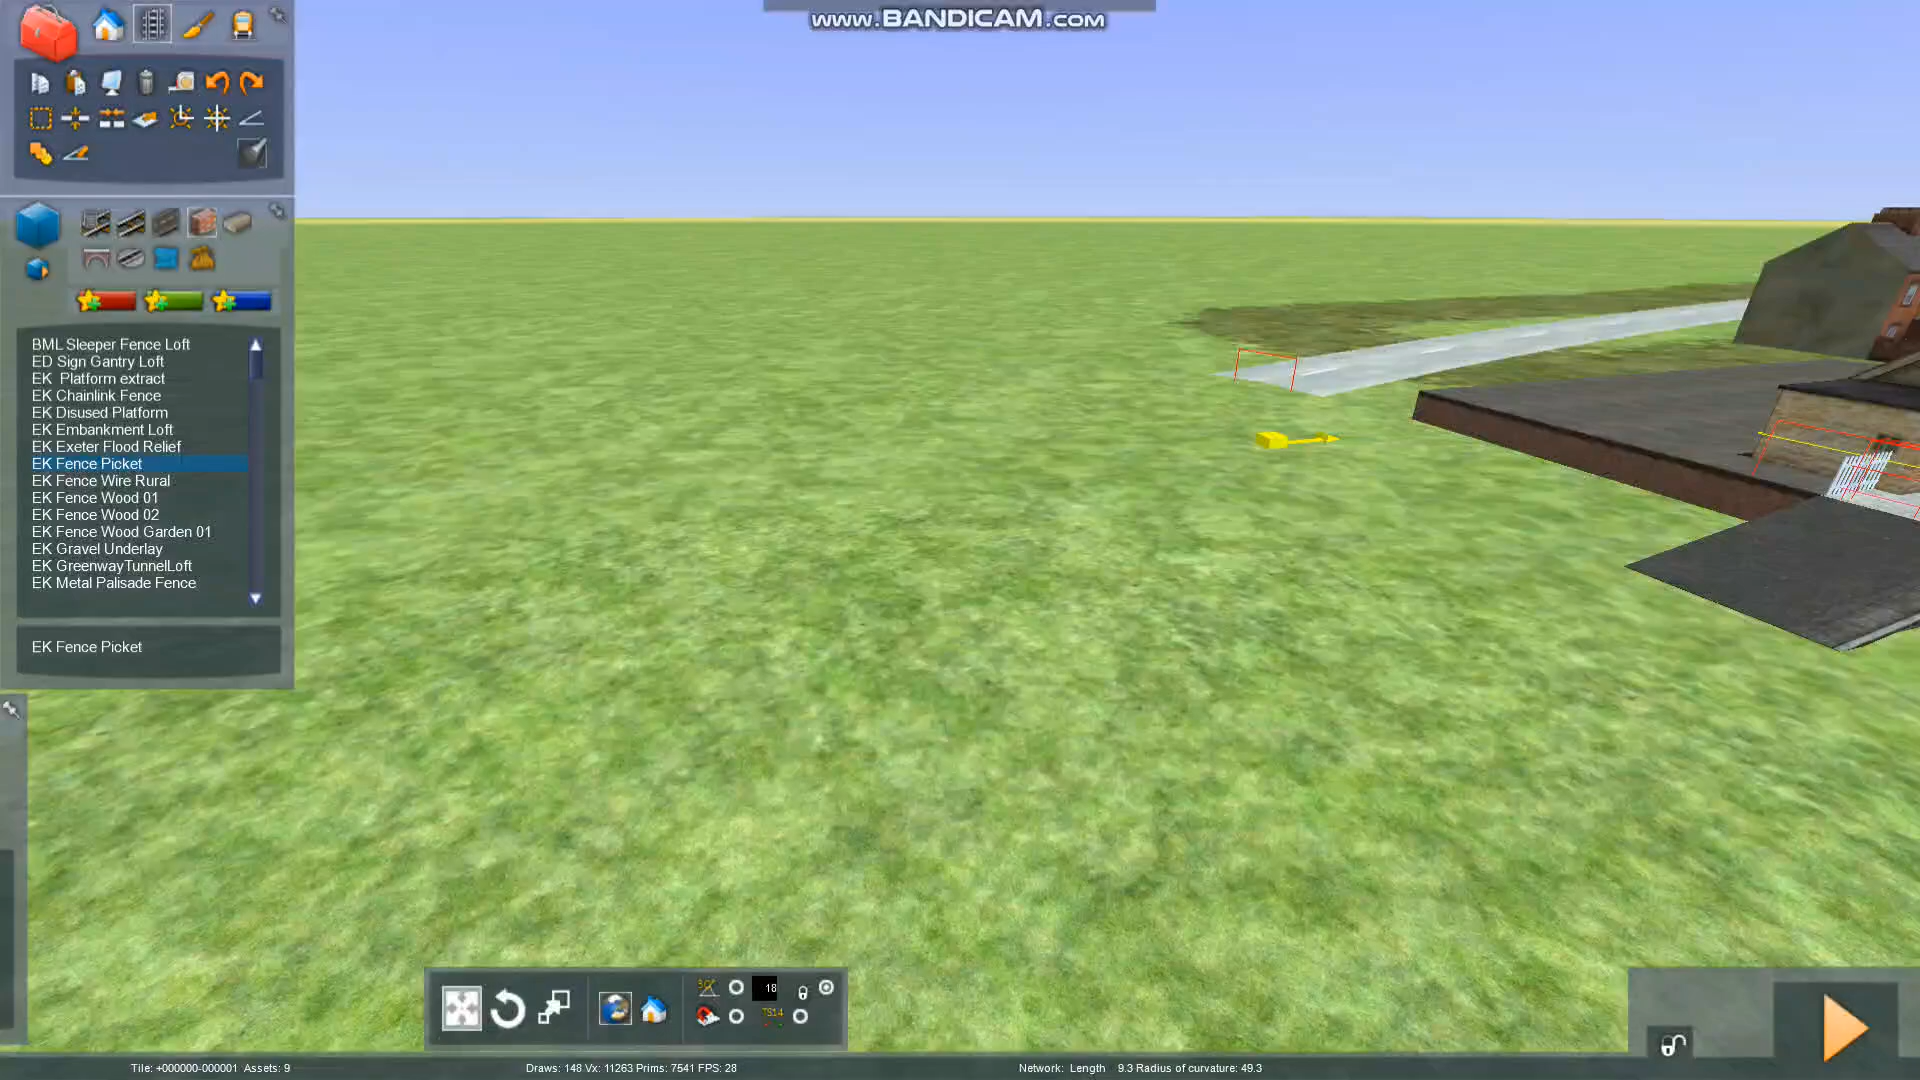 www.BANDICAM.com
BML Sleeper Fence Loft
ED Sign Gantry Loft
EK  Platform extract
EK Chainlink Fence
EK Disused Platform
EK Embankment Loft
EK Exeter Flood Relief
EK Fence Picket
EK Fence Wire Rural
EK Fence Wood 01
EK Fence Wood 02
EK Fence Wood Garden 01
EK Gravel Underlay
EK GreenwayTunnelLoft
EK Metal Palisade Fence
EK Fence Picket
18
TS14
Tile: +000000-000001 Assets: 9
Draws: 148 Vx: 11263 Prims: 7541 FPS: 28
Network: Length 9.3 Radius of curvature: 49.3